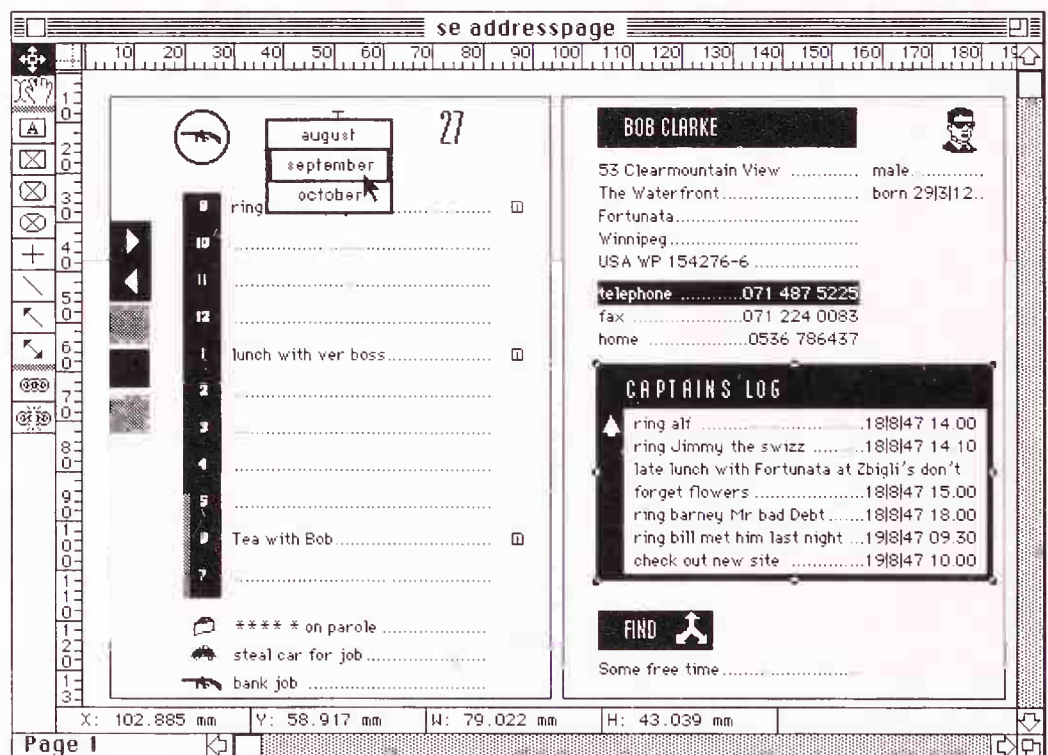 se addresspage
10 20 30 40 50 60 70 80 90 100 110 120 130 140 150 160 170 180
august
september
october
27
9 ring
10
11
12
1 lunch with ver boss
2
3
4
5
6 Tea with Bob
7
**** * on parole
steal car for job
bank job
BOB CLARKE
53 Clearmountain View male
The Waterfront born 29|3|12
Fortunata
Winnipeg
USA WP 154276-6
telephone 071 487 5225
fax 071 224 0083
home 0536 786437
CAPTAINS LOG
ring alf 18|8|47 14.00
ring Jimmy the swizz 18|8|47 14.10
late lunch with Fortunata at Zbigli's don't
forget flowers 18|8|47 15.00
ring barney Mr bad Debt 18|8|47 18.00
ring bill met him last night 19|8|47 09.30
check out new site 19|8|47 10.00
FIND
Some free time
X: 102.885 mm Y: 58.917 mm W: 79.022 mm H: 43.039 mm
Page 1